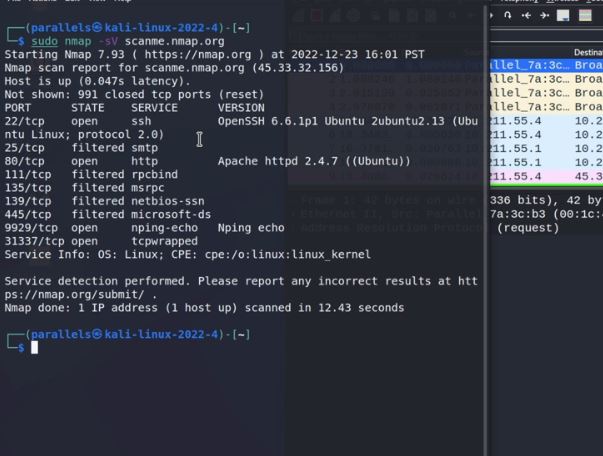 (parallels㉿kali-linux-2022-4)-[~]
$ sudo nmap -sV scanme.nmap.org
Starting Nmap 7.93 ( https://nmap.org ) at 2022-12-23 16:01 PST
Nmap scan report for scanme.nmap.org (45.33.32.156)
Host is up (0.047s latency).
Not shown: 991 closed tcp ports (reset)
PORT STATE SERVICE VERSION
22/tcp open ssh OpenSSH 6.6.1p1 Ubuntu 2ubuntu2.13 (Ubu
ntu Linux; protocol 2.0)
25/tcp filtered smtp
80/tcp open http Apache httpd 2.4.7 ((Ubuntu))
111/tcp filtered rpcbind
135/tcp filtered msrpc
139/tcp filtered netbios-ssn
445/tcp filtered microsoft-ds
9929/tcp open nping-echo Nping echo
31337/tcp open tcpwrapped
Service Info: OS: Linux; CPE: cpe:/o:linux:linux_kernel
Service detection performed. Please report any incorrect results at htt
ps://nmap.org/submit/ .
Nmap done: 1 IP address (1 host up) scanned in 12.43 seconds
(parallels㉿kali-linux-2022-4)-[~]
$
Destina
allel_7a:3c… Broa
allel_7a:3c… Broa
allel_7a:3c… Broa
allel_7a:3c… Broa
211.55.4 10.2
211.55.1 10.2
211.55.1 10.2
211.55.4 45.3
Frame 1: 42 bytes on wire (336 bits), 42 by
Ethernet II, Src: Parallel_7a:3c:b3 (00:1c:4
Address Resolution Protocol (request)